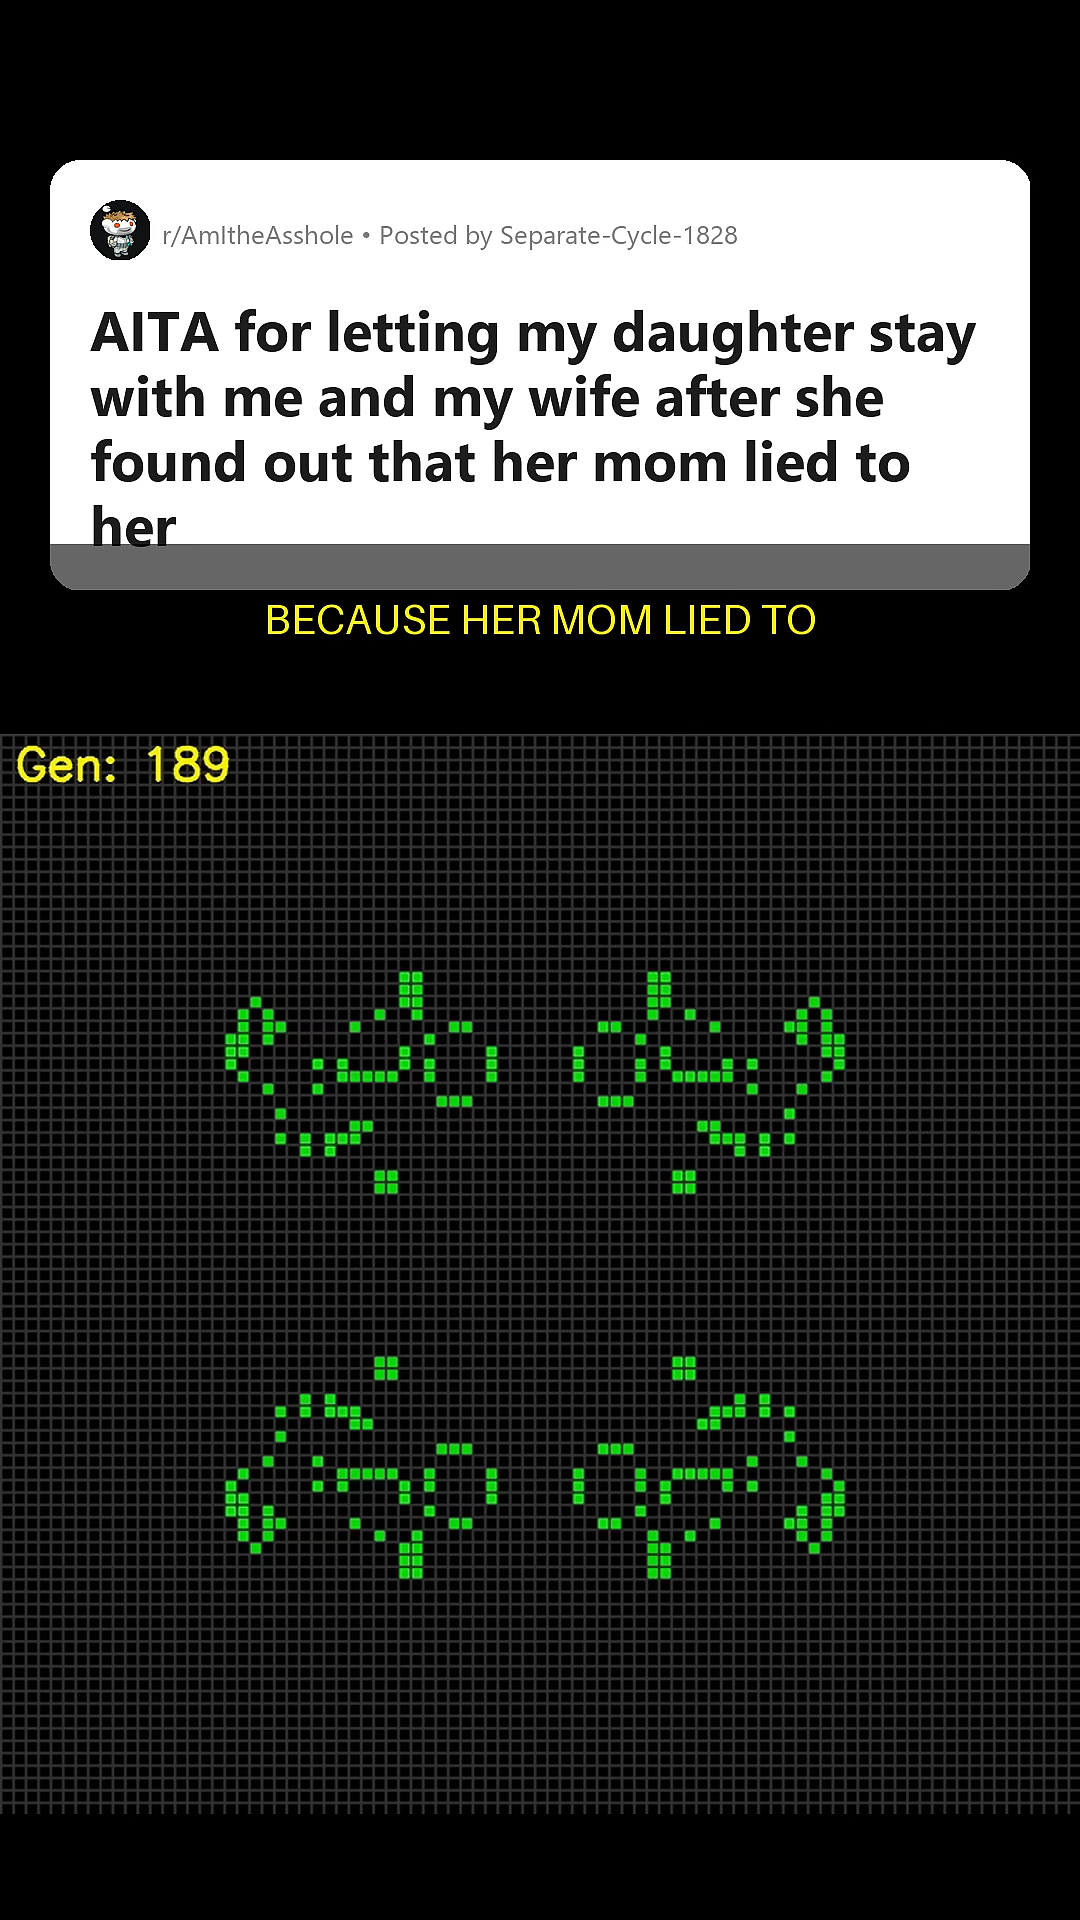 r/AmItheAsshole • Posted by Separate-Cycle-1828
AITA for letting my daughter stay
with me and my wife after she
found out that her mom lied to
her
BECAUSE HER MOM LIED TO
Gen: 189